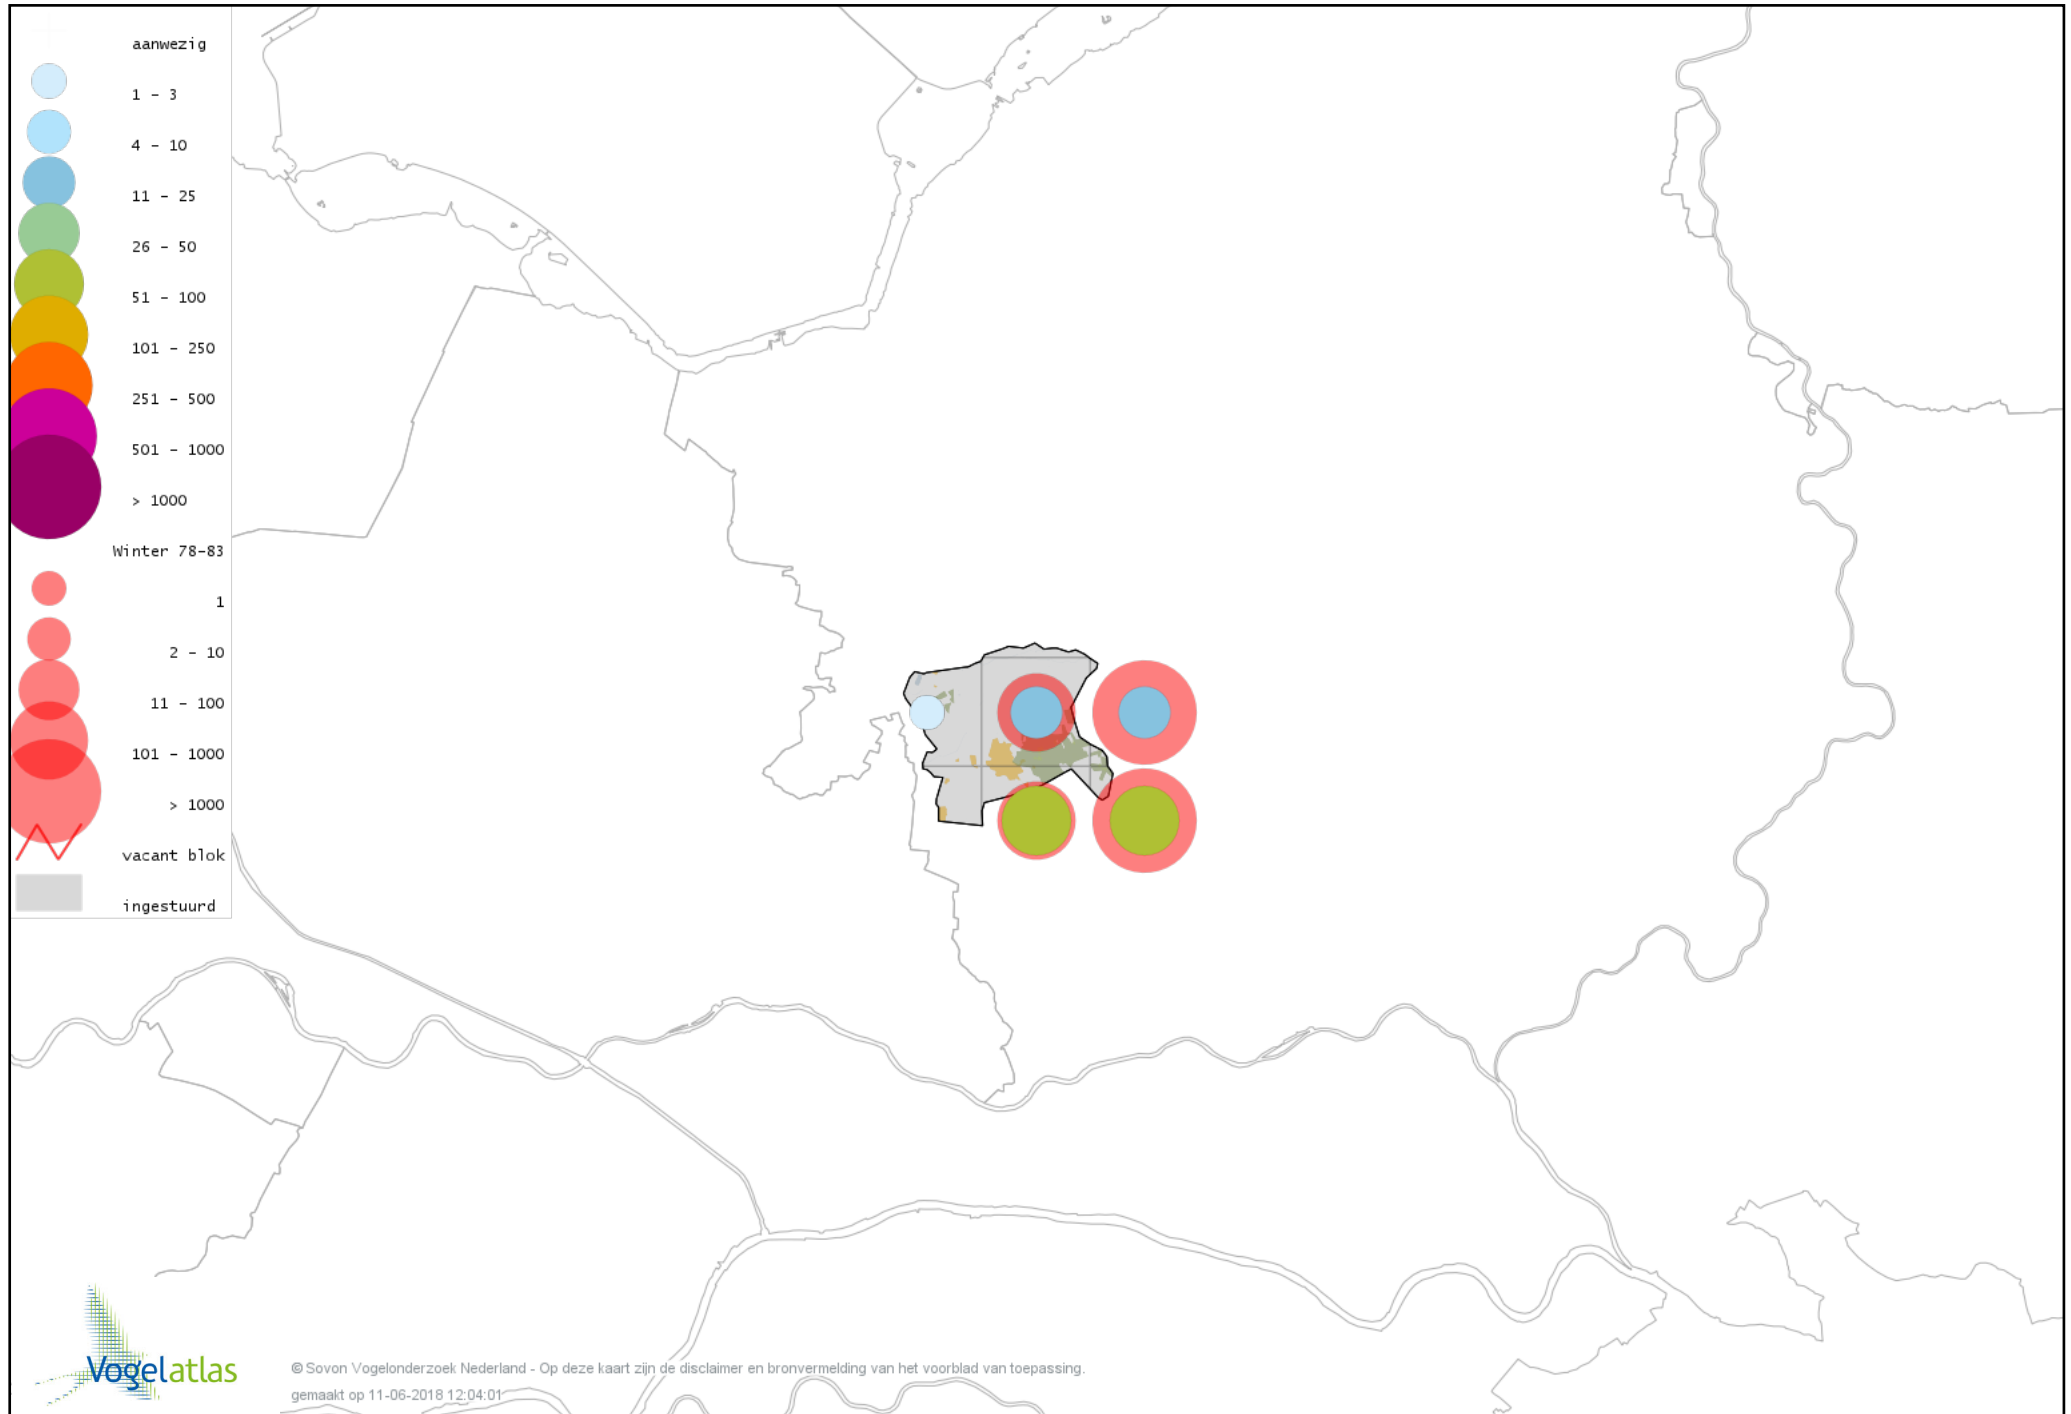 aanwezig
1 - 3
4 - 10
11 - 25
26 - 50
51 - 100
101 - 250
251 - 500
501 - 1000
> 1000
Winter 78-83
1
2 - 10
11 - 100
101 - 1000
> 1000
vacant blok
ingestuurd
Vogelatlas
© Sovon Vogelonderzoek Nederland - Op deze kaart zijn de disclaimer en bronvermelding van het voorblad van toepassing.
gemaakt op 11-06-2018 12:04:01